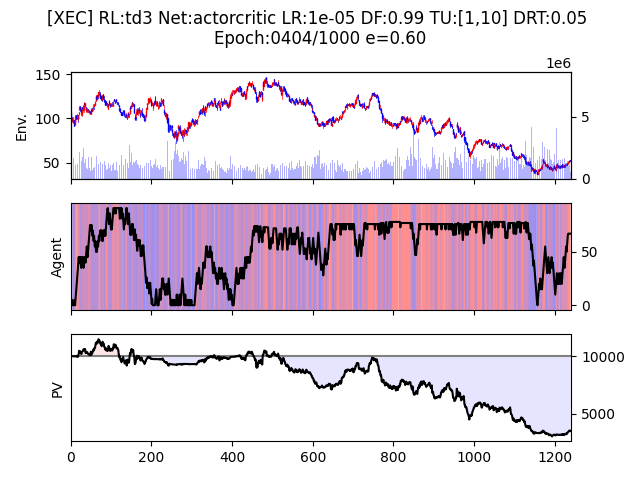 [XEC] RL:td3 Net:actorcritic LR:1e-05 DF:0.99 TU:[1,10] DRT:0.05
Epoch:0404/1000 e=0.60
1e6
150
100
50
Env.
5
0
Agent
50
0
PV
10000
5000
0 200 400 600 800 1000 1200